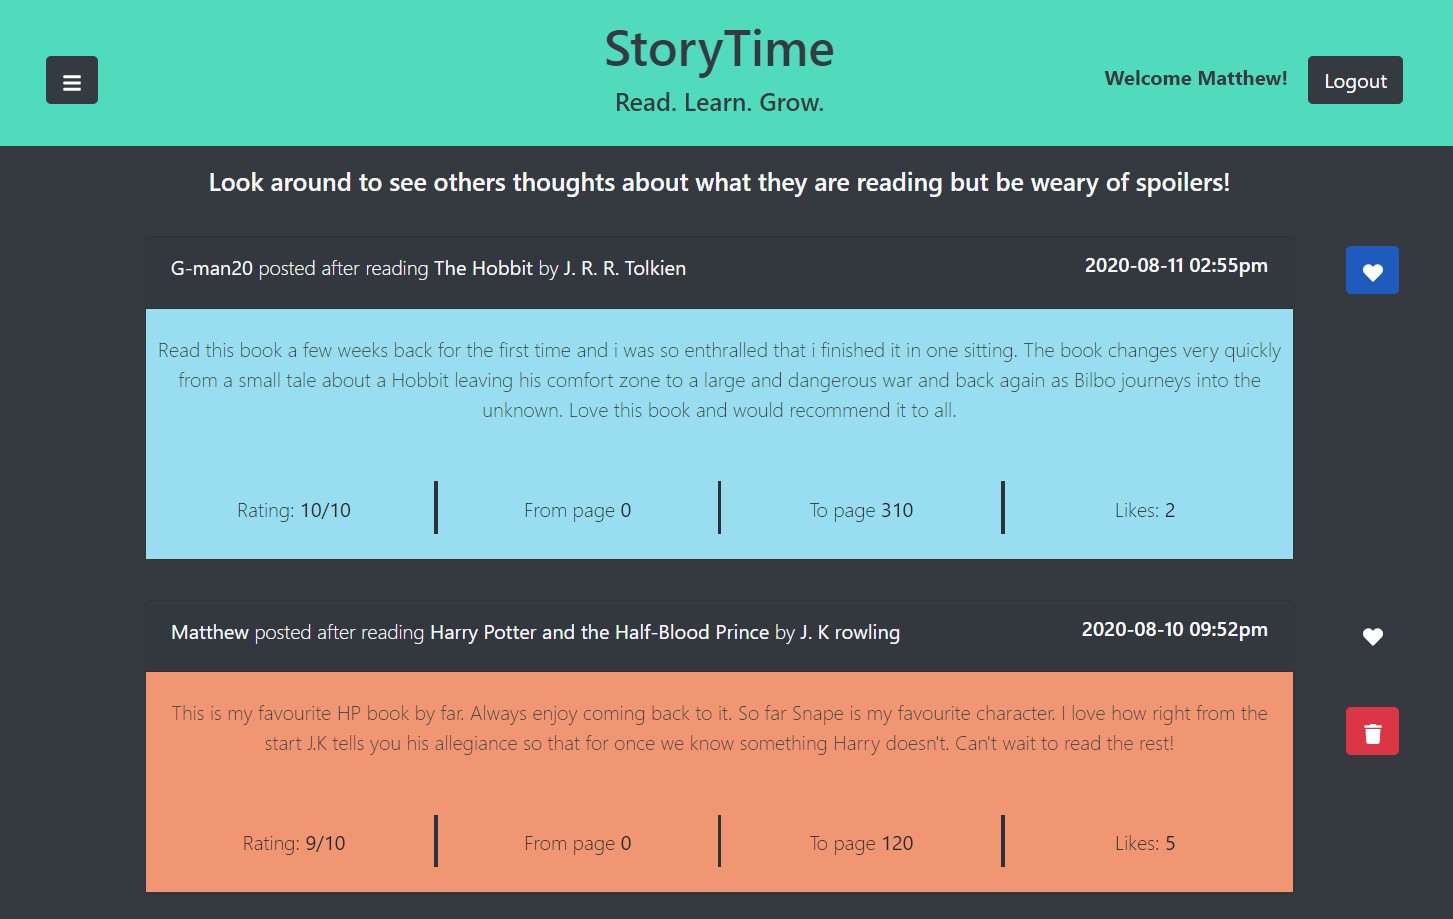 StoryTime
Read. Learn. Grow.
Welcome Matthew!
Logout
Look around to see others thoughts about what they are reading but be weary of spoilers!
G-man20 posted after reading The Hobbit by J. R. R. Tolkien
2020-08-11 02:55pm
Read this book a few weeks back for the first time and i was so enthralled that i finished it in one sitting. The book changes very quickly
from a small tale about a Hobbit leaving his comfort zone to a large and dangerous war and back again as Bilbo journeys into the
unknown. Love this book and would recommend it to all.
Rating: 10/10
From page 0
To page 310
Likes: 2
Matthew posted after reading Harry Potter and the Half-Blood Prince by J. K rowling
2020-08-10 09:52pm
This is my favourite HP book by far. Always enjoy coming back to it. So far Snape is my favourite character. I love how right from the
start J.K tells you his allegiance so that for once we know something Harry doesn't. Can't wait to read the rest!
Rating: 9/10
From page 0
To page 120
Likes: 5